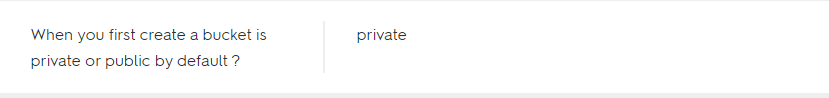 When you first create a bucket is
private or public by default ?
private